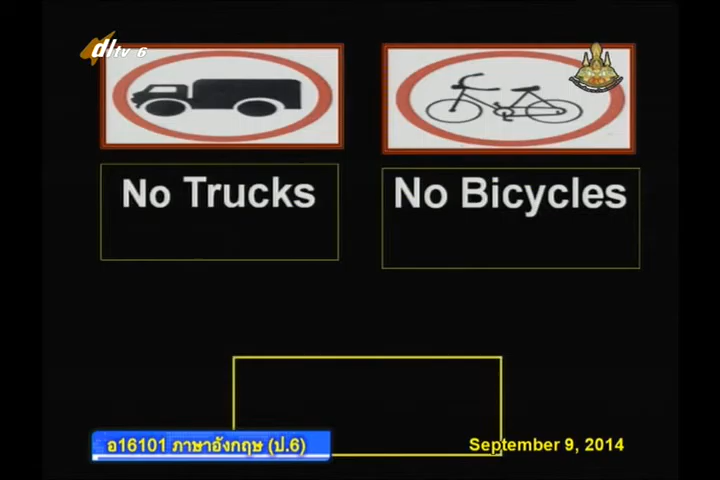 dltv 6
No Trucks
No Bicycles
อ16101 ภาษาอังกฤษ (ป.6)
September 9, 2014